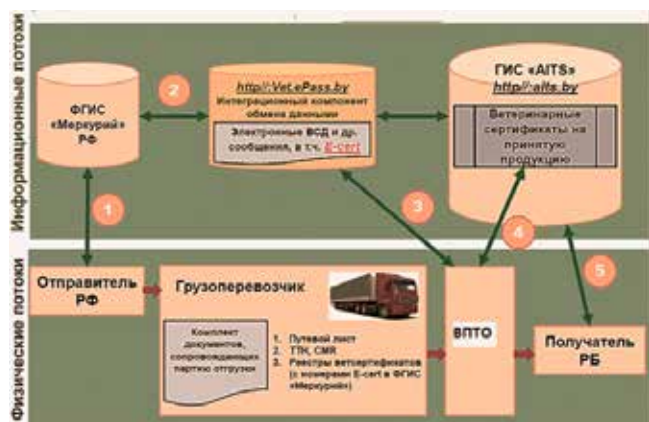 Информационные потоки
ФГИС
«Меркурий»
РФ
2
http//:Vet.ePass.by
Интеграционный компонент
обмена данными
Электронные ВСД и др.
сообщения, в т.ч. E-cert
ГИС «AITS»
http//:aits.by
Ветеринарные
сертификаты на
принятую
продукцию
1
3
4
5
Физические потоки
Отправитель
РФ
Грузоперевозчик
Комплект
документов,
сопровождающих
партию отгрузки
1. Путевой лист
2. ТТН, CMR
3. Реестры ветсертификатов
(с номерами E-cert в ФГИС
«Меркурий»)
ВПТО
Получатель
РБ